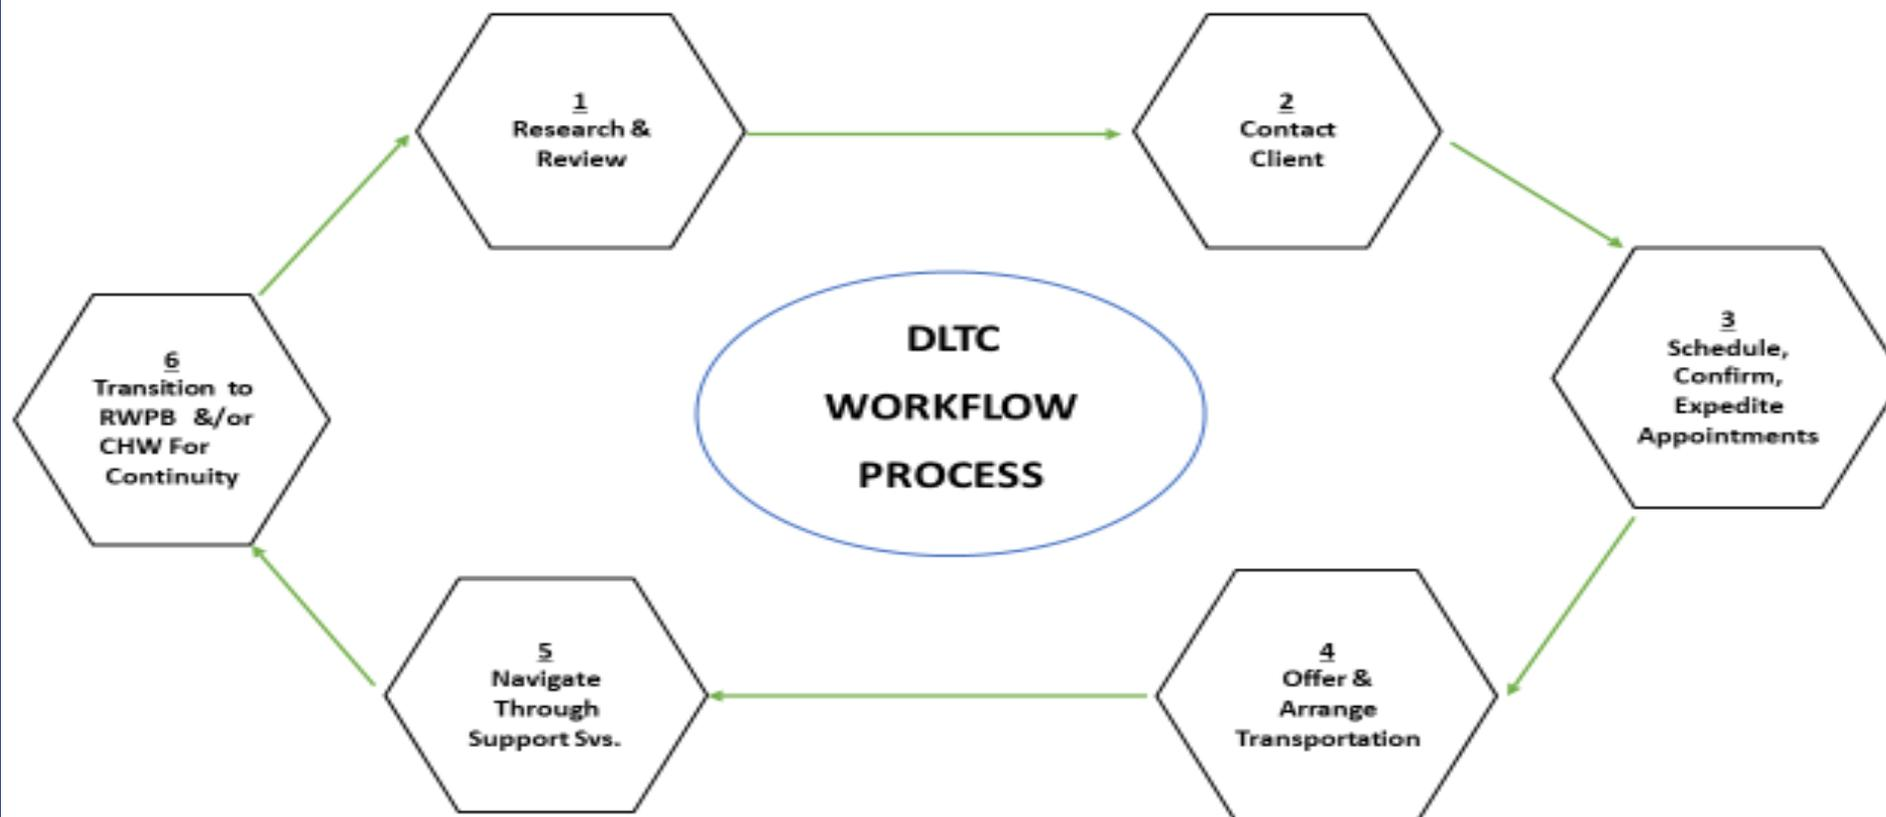 1
Research &
Review
2
Contact
Client
3
Schedule,
Confirm,
Expedite
Appointments
DLTC
WORKFLOW
PROCESS
6
Transition to
RWPB &/or
CHW For
Continuity
5
Navigate
Through
Support Svs.
4
Offer &
Arrange
Transportation